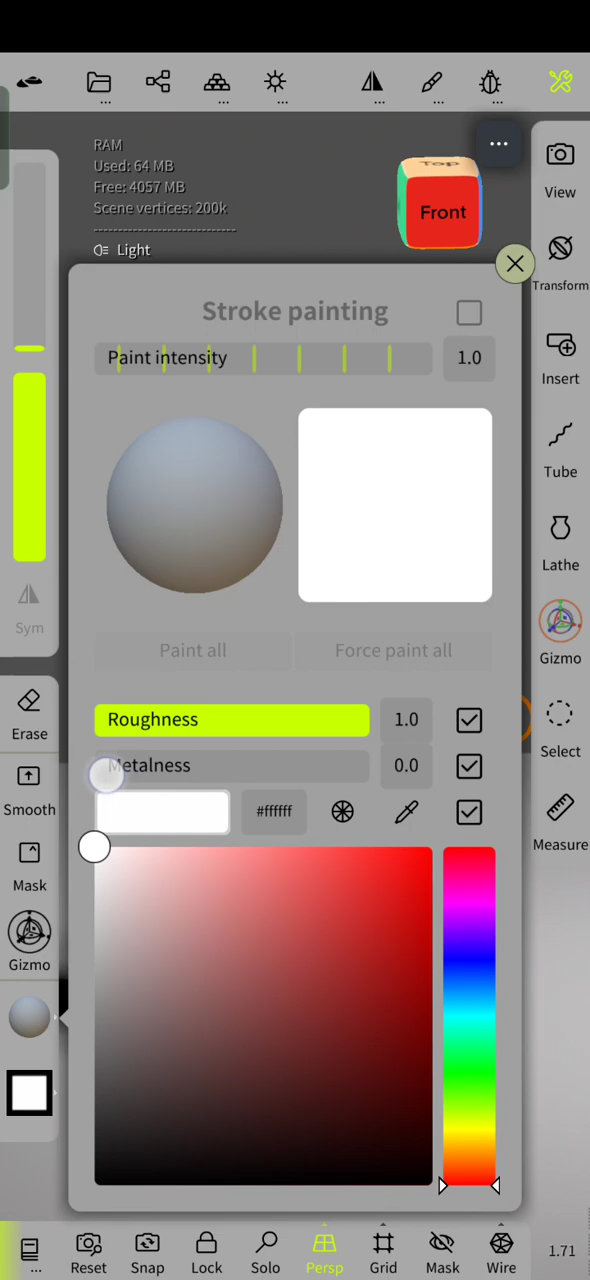 RAM
Used: 64 MB
Free: 4057 MB
Scene vertices: 200k
-----------------------------
Light
Top
Front
View
Transform
Insert
Tube
Lathe
Gizmo
Select
Measure
Sym
Erase
Smooth
Mask
Gizmo
Stroke painting
Paint intensity 1.0
Paint all Force paint all
Roughness 1.0
Metalness 0.0
#ffffff
Reset Snap Lock Solo Persp Grid Mask Wire 1.71